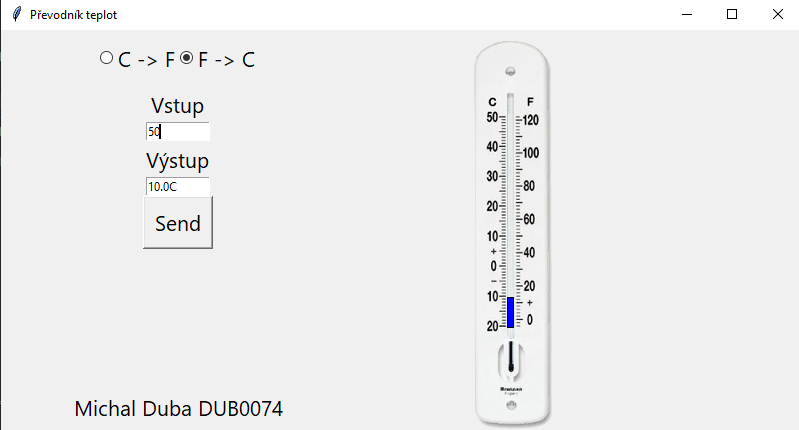 Převodník teplot
C -> F F -> C
Vstup
50
Výstup
10.0C
Send
Michal Duba DUB0074
C F
50 120
40 100
30 80
20 60
10 40
+
0
− 20
10 +
20 0